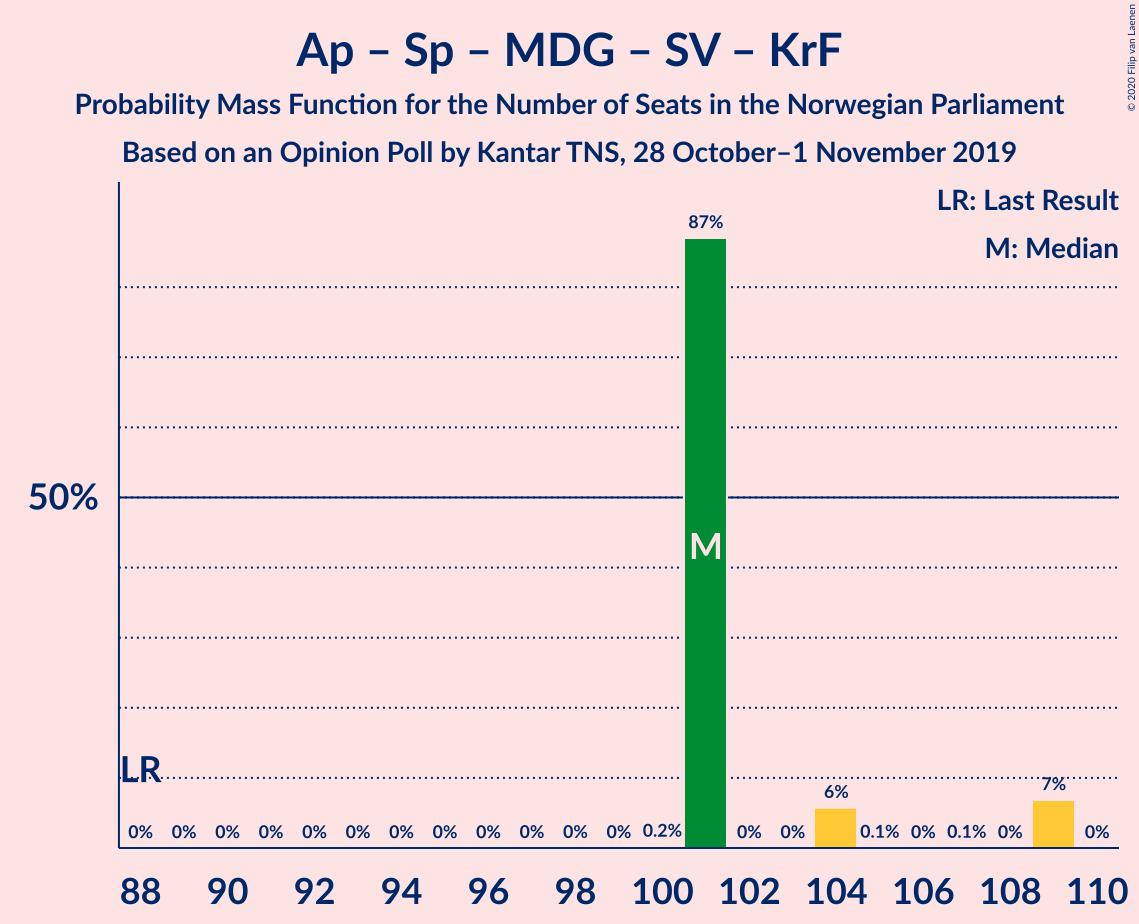 Ap – Sp – MDG – SV – KrF
Probability Mass Function for the Number of Seats in the Norwegian Parliament
Based on an Opinion Poll by Kantar TNS, 28 October–1 November 2019
© 2020 Filip van Laenen
LR: Last Result
M: Median
87%
50%
M
LR
6%
7%
0% 0% 0% 0% 0% 0% 0% 0% 0% 0% 0% 0% 0.2% 0% 0% 0.1% 0% 0.1% 0% 0%
88 90 92 94 96 98 100 102 104 106 108 110